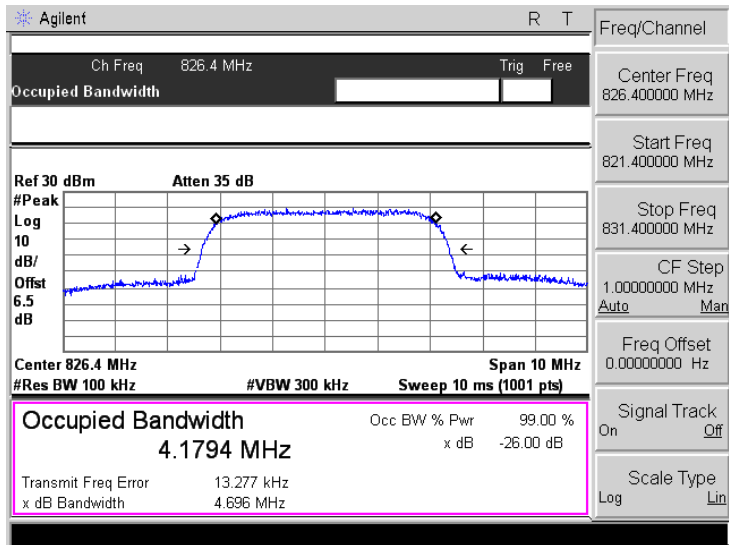 Agilent R T
Ch Freq 826.4 MHz Trig Free
Occupied Bandwidth
Ref 30 dBm Atten 35 dB
#Peak
Log
10
dB/
Offst
6.5
dB
Center 826.4 MHz Span 10 MHz
#Res BW 100 kHz #VBW 300 kHz Sweep 10 ms (1001 pts)
Occupied Bandwidth Occ BW % Pwr 99.00 %
4.1794 MHz x dB -26.00 dB
Transmit Freq Error 13.277 kHz
x dB Bandwidth 4.696 MHz
Freq/Channel
Center Freq
826.400000 MHz
Start Freq
821.400000 MHz
Stop Freq
831.400000 MHz
CF Step
1.00000000 MHz
Auto Man
Freq Offset
0.00000000 Hz
Signal Track
On Off
Scale Type
Log Lin